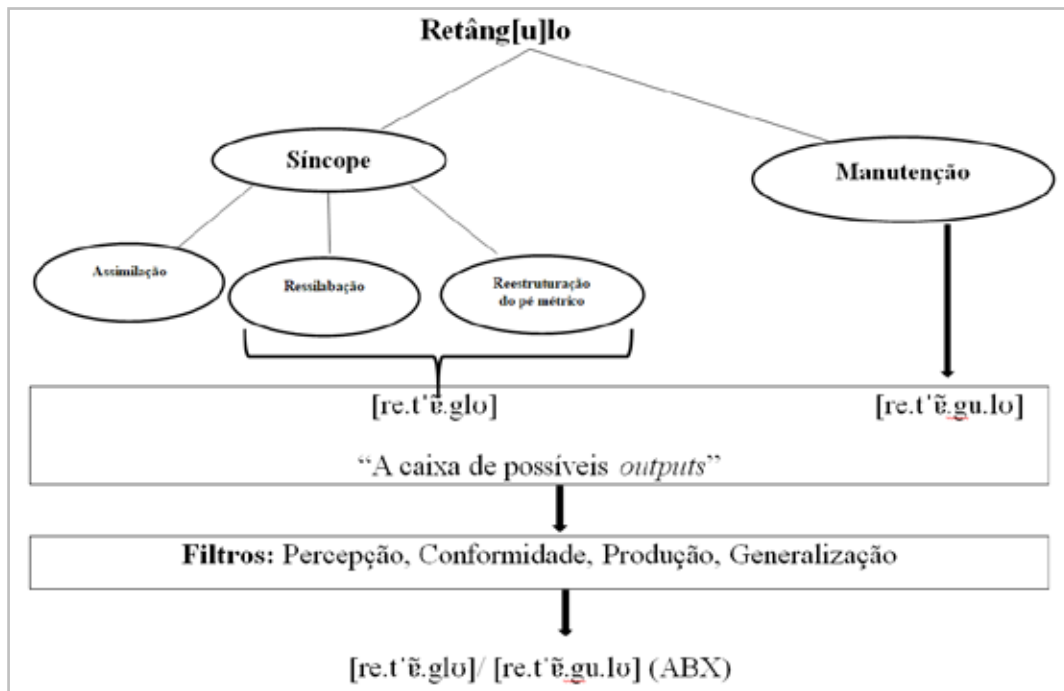 Retâng[u]lo
Síncope
Manutenção
Assimilação
Ressilabação
Reestruturação
do pé métrico
[re.t'ɐ̃.glʊ]
[re.t'ɐ̃.gu.lʊ]
“A caixa de possíveis outputs”
Filtros: Percepção, Conformidade, Produção, Generalização
[re.t'ɐ̃.glʊ]/ [re.t'ɐ̃.gu.lʊ] (ABX)